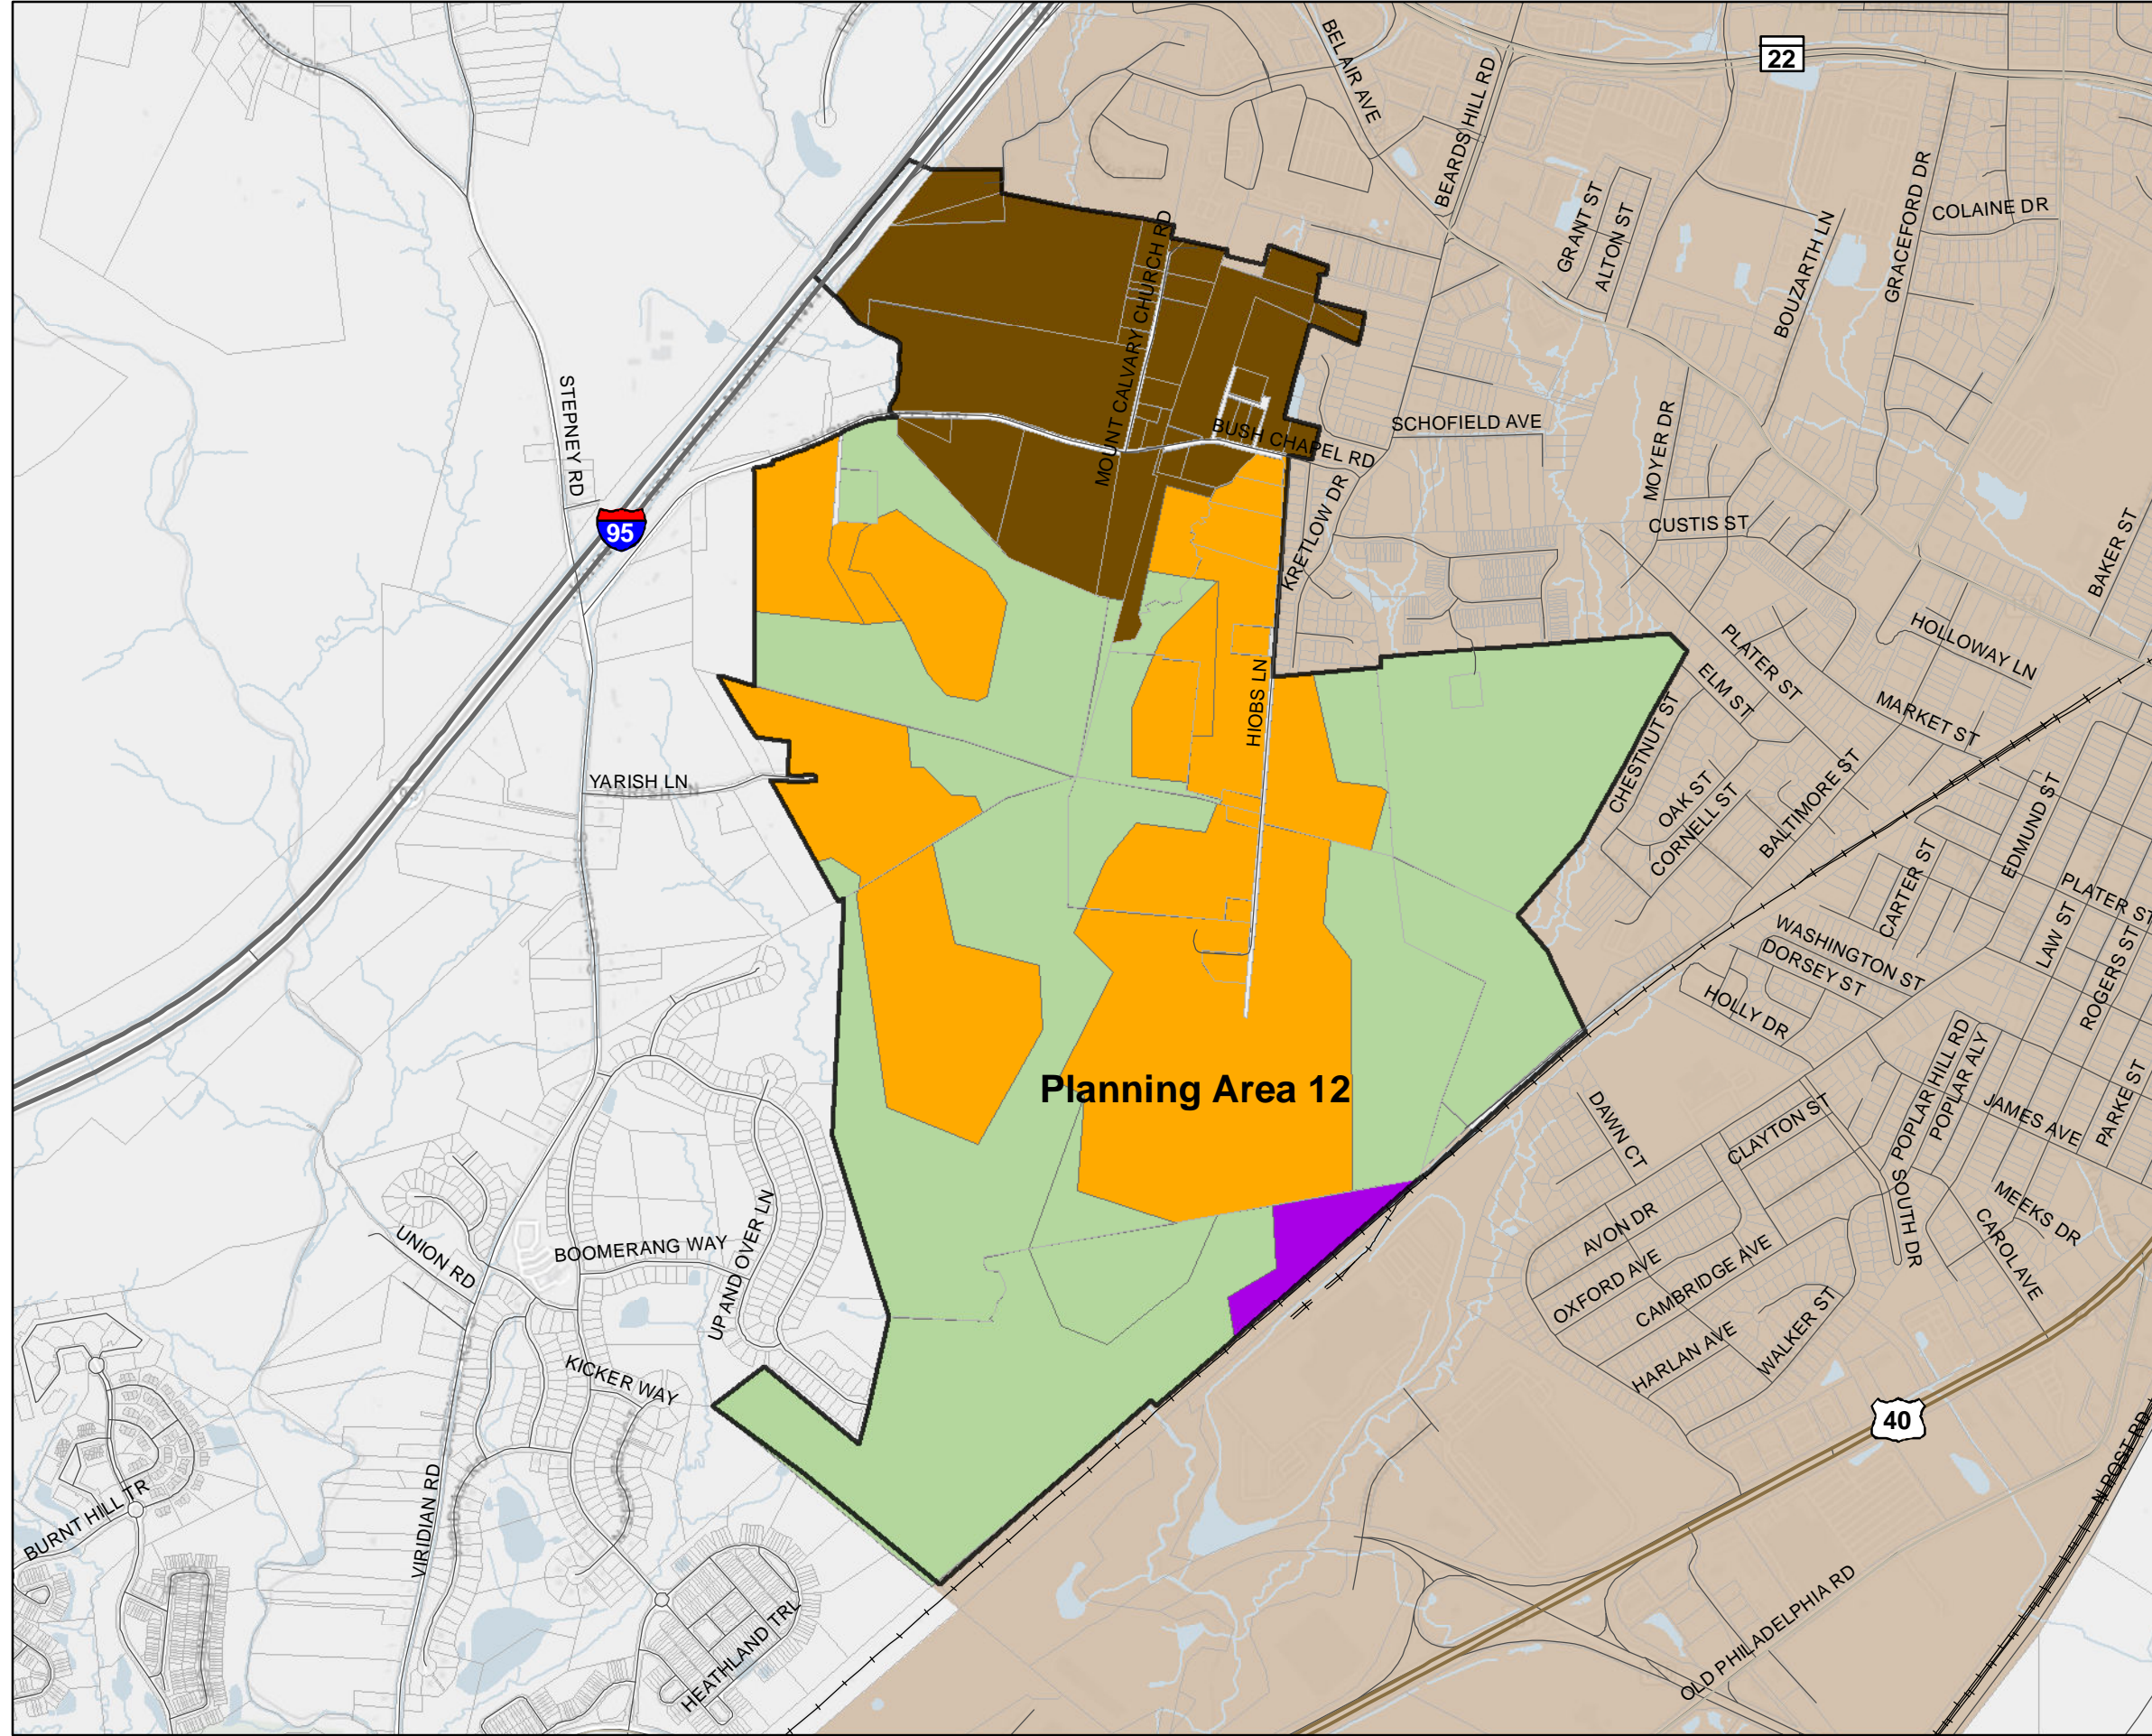 BELAIR AVE
22
BEARDS HILL RD
GRANT ST
ALTON ST
BOUZARTH LN
GRACEFORD DR
COLAINE DR
MOUNT CALVARY CHURCH RD
STEPNEY RD
BUSH CHAPEL RD
SCHOFIELD AVE
MOYER DR
CUSTIS ST
BAKER ST
95
KRETLOW DR
HOLLOWAY LN
PLATER ST
ELM ST
MARKET ST
HIOBS LN
CHESTNUT ST
YARISH LN
OAK ST
CORNELL ST
BALTIMORE ST
EDMUND ST
CARTER ST
PLATER ST
LAW ST
ROGERS ST
WASHINGTON ST
DORSEY ST
HOLLY DR
Planning Area 12
DAWN CT
CLAYTON ST
POPLAR HILL RD
POPLAR ALY
JAMES AVE
PARKE ST
SOUTH DR
MEEKS DR
CAROL AVE
AVON DR
OXFORD AVE
CAMBRIDGE AVE
HARLAN AVE
WALKER ST
UNION RD
BOOMERANG WAY
UP AND OVER LN
KICKER WAY
40
N POST RD
BURNT HILL TR
VIRIDIAN RD
HEATHLAND TRL
OLD PHILADELPHIA RD